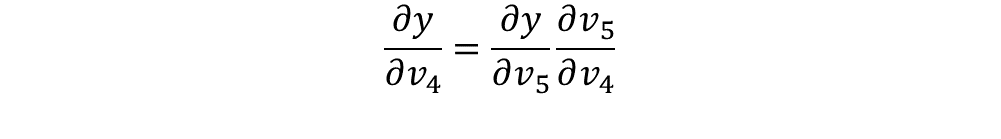 ∂y/∂v₄ = ∂y/∂v₅ ∂v₅/∂v₄